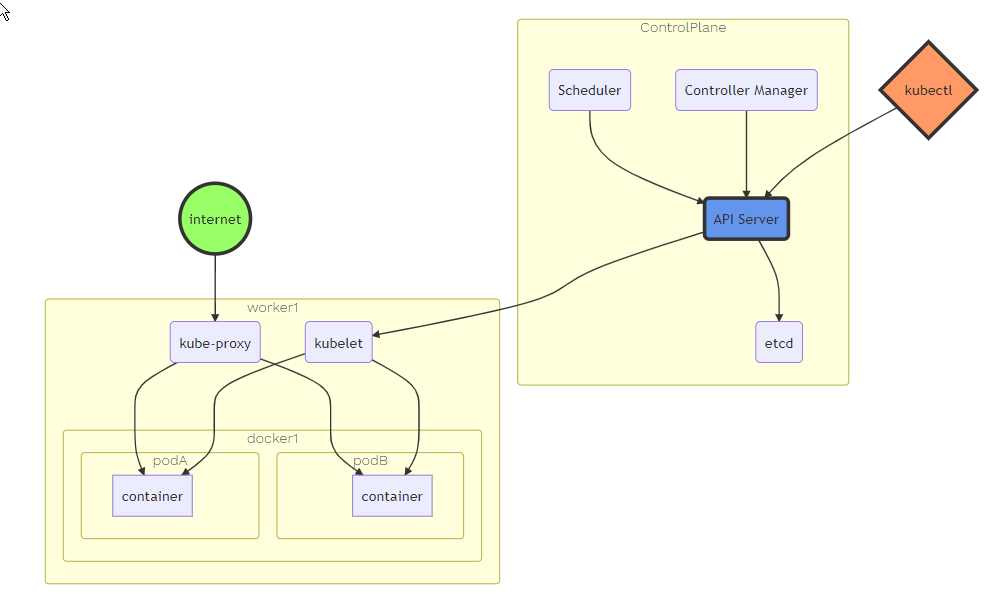 ControlPlane
Scheduler
Controller Manager
kubectl
internet
API Server
worker1
kube-proxy
kubelet
etcd
docker1
podA
podB
container
container